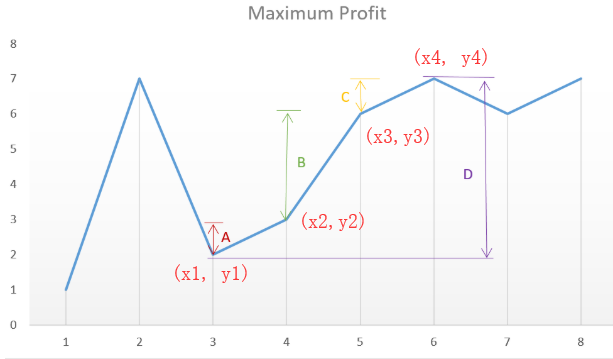 Maximum Profit
8
7
6
5
4
3
2
1
0
(x4, y4)
C
(x3, y3)
B
D
(x2, y2)
A
(x1, y1)
1 2 3 4 5 6 7 8